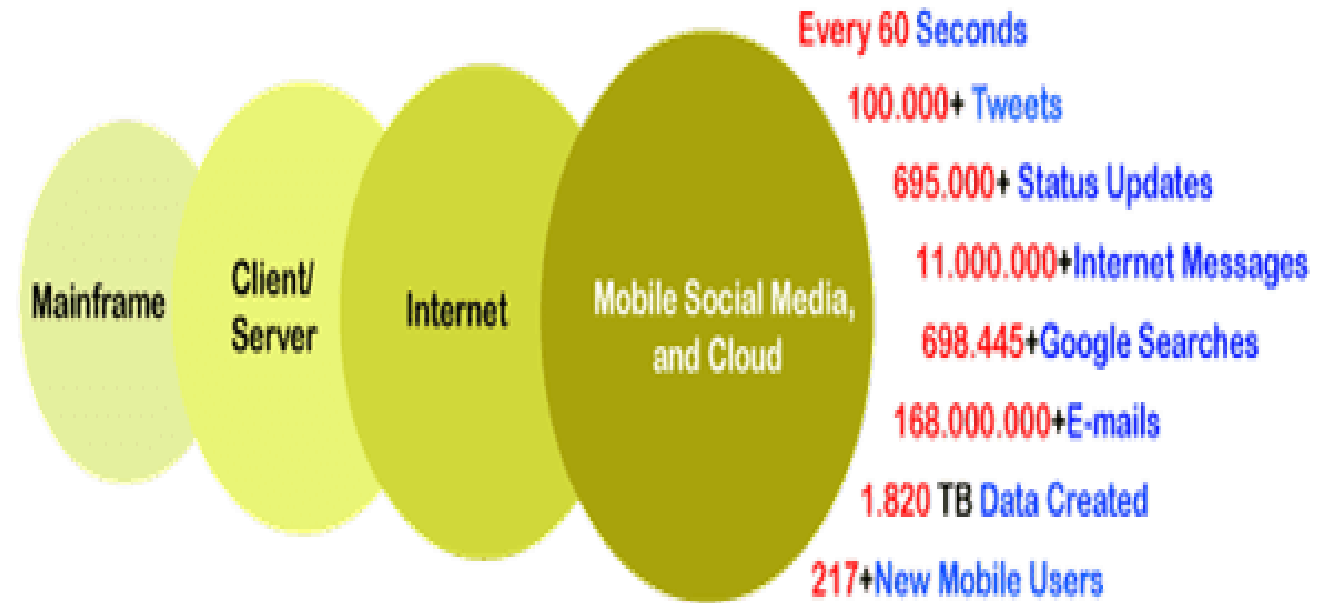 Mainframe
Client/
Server
Internet
Mobile Social Media,
and Cloud
Every 60 Seconds
100.000+ Tweets
695.000+ Status Updates
11.000.000+Internet Messages
698.445+Google Searches
168.000.000+E-mails
1.820 TB Data Created
217+New Mobile Users